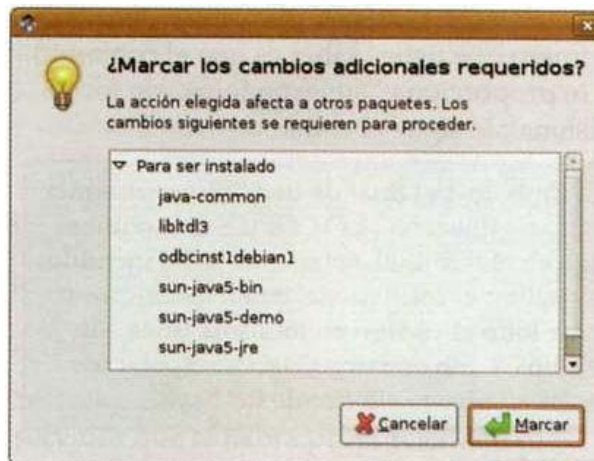 ¿Marcar los cambios adicionales requeridos?
La acción elegida afecta a otros paquetes. Los
cambios siguientes se requieren para proceder.
Para ser instalado
java-common
libltdl3
odbcinst1debian1
sun-java5-bin
sun-java5-demo
sun-java5-jre
Cancelar
Marcar